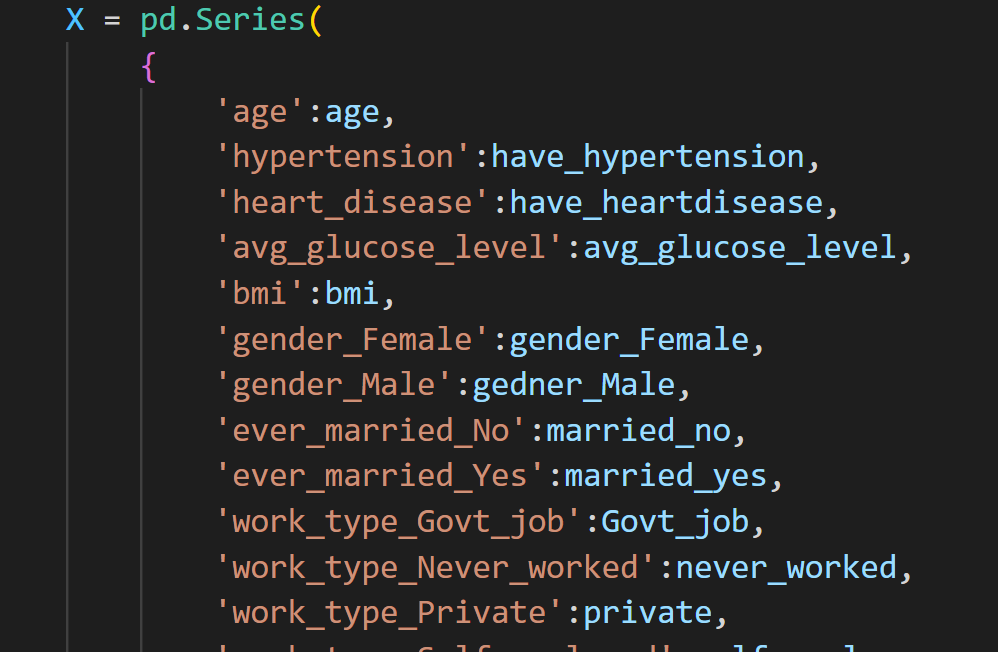 X = pd.Series(
{
'age':age,
'hypertension':have_hypertension,
'heart_disease':have_heartdisease,
'avg_glucose_level':avg_glucose_level,
'bmi':bmi,
'gender_Female':gender_Female,
'gender_Male':gedner_Male,
'ever_married_No':married_no,
'ever_married_Yes':married_yes,
'work_type_Govt_job':Govt_job,
'work_type_Never_worked':never_worked,
'work_type_Private':private,